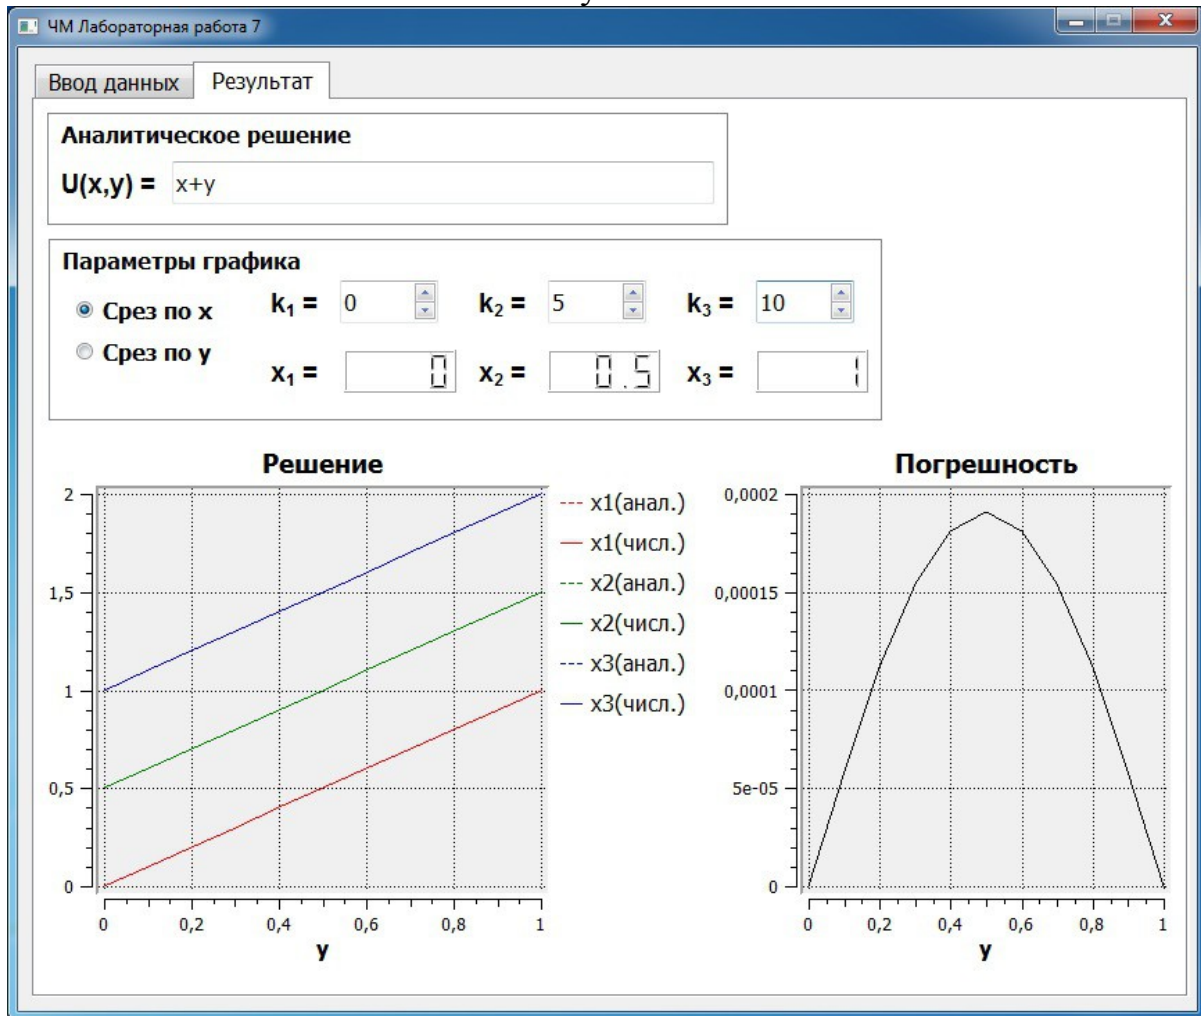 ЧМ Лабораторная работа 7
Ввод данных Результат
Аналитическое решение
U(x,y) = x+y
Параметры графика
Срез по x
Срез по y
k1 = 0 k2 = 5 k3 = 10
x1 = 0 x2 = 0.5 x3 = 1
Решение
2
1,5
1
0,5
0
0 0,2 0,4 0,6 0,8 1
y
x1(анал.)
x1(числ.)
x2(анал.)
x2(числ.)
x3(анал.)
x3(числ.)
Погрешность
0,0002
0,00015
0,0001
5e-05
0
0 0,2 0,4 0,6 0,8 1
y